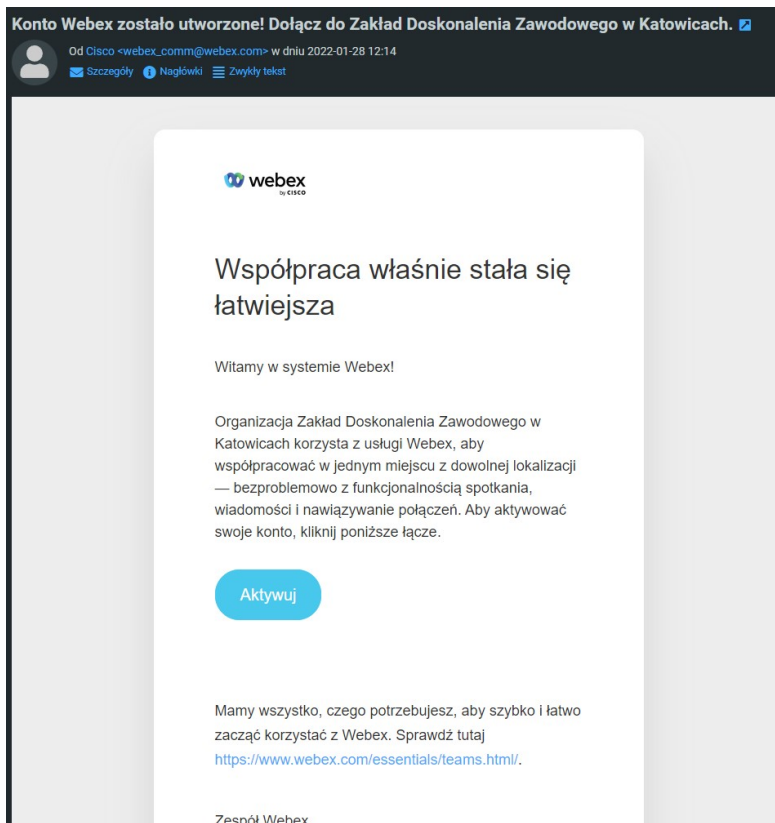 Konto Webex zostało utworzone! Dołącz do Zakład Doskonalenia Zawodowego w Katowicach.
Od Cisco <webex_comm@webex.com> w dniu 2022-01-28 12:14
Szczegóły Nagłówki Zwykły tekst
webex
by CISCO
Współpraca właśnie stała się
łatwiejsza
Witamy w systemie Webex!
Organizacja Zakład Doskonalenia Zawodowego w
Katowicach korzysta z usługi Webex, aby
współpracować w jednym miejscu z dowolnej lokalizacji
— bezproblemowo z funkcjonalnością spotkania,
wiadomości i nawiązywanie połączeń. Aby aktywować
swoje konto, kliknij poniższe łącze.
Aktywuj
Mamy wszystko, czego potrzebujesz, aby szybko i łatwo
zacząć korzystać z Webex. Sprawdź tutaj
https://www.webex.com/essentials/teams.html/.
Zespół Webex